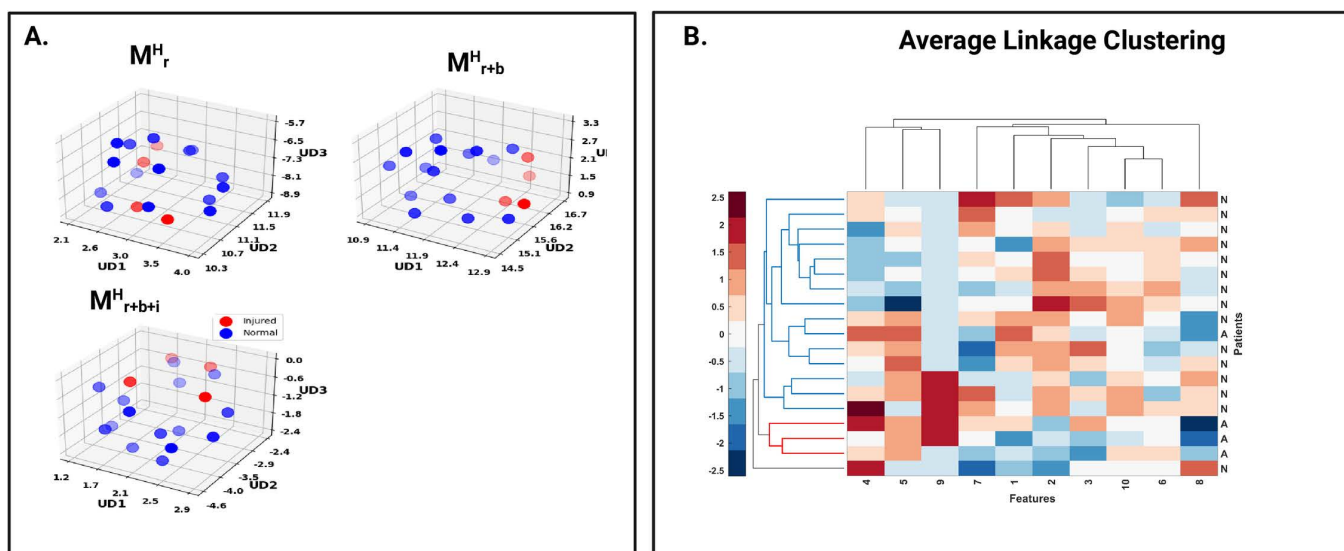 A.
M^H_r
-5.7
-6.5
UD3
-7.3
-8.1
-8.9
11.9
11.5
11.1
UD2
10.7
10.3
2.1
2.6
3.0
3.5
4.0
UD1
M^H_{r+b}
3.3
2.7
2.1
1.5
0.9
16.7
16.2
UD2
15.6
15.1
14.5
10.9
11.4
11.9
12.4
12.9
UD1
M^H_{r+b+i}
Injured
Normal
0.0
-0.6
UD3
-1.2
-1.8
-2.4
-2.4
-2.9
-3.5
UD2
-4.0
-4.6
1.2
1.7
2.1
2.5
2.9
UD1
B.
Average Linkage Clustering
2.5
2
1.5
1
0.5
0
-0.5
-1
-1.5
-2
-2.5
N
N
N
N
N
N
N
N
N
A
N
N
N
N
N
A
A
A
N
Patients
4 5 9 7 1 2 3 10 6 8
Features